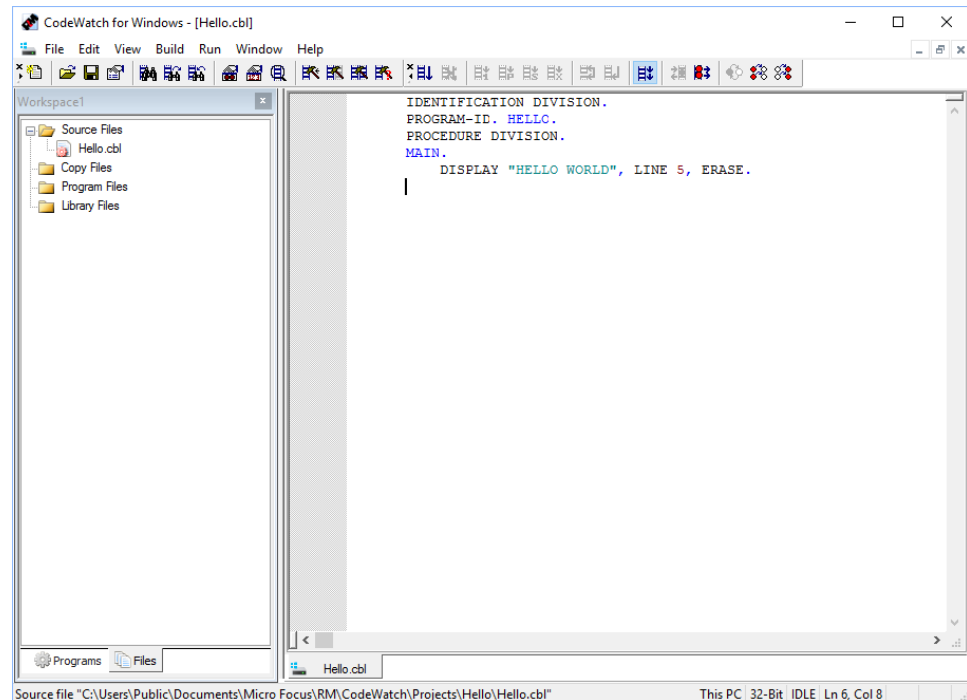 CodeWatch for Windows - [Hello.cbl]
File Edit View Build Run Window Help
Workspace1
Source Files
Hello.cbl
Copy Files
Program Files
Library Files
IDENTIFICATION DIVISION.
PROGRAM-ID. HELLO.
PROCEDURE DIVISION.
MAIN.
DISPLAY "HELLO WORLD", LINE 5, ERASE.
Programs Files
Hello.cbl
Source file "C:\Users\Public\Documents\Micro Focus\RM\CodeWatch\Projects\Hello\Hello.cbl" This PC 32-Bit IDLE Ln 6, Col 8